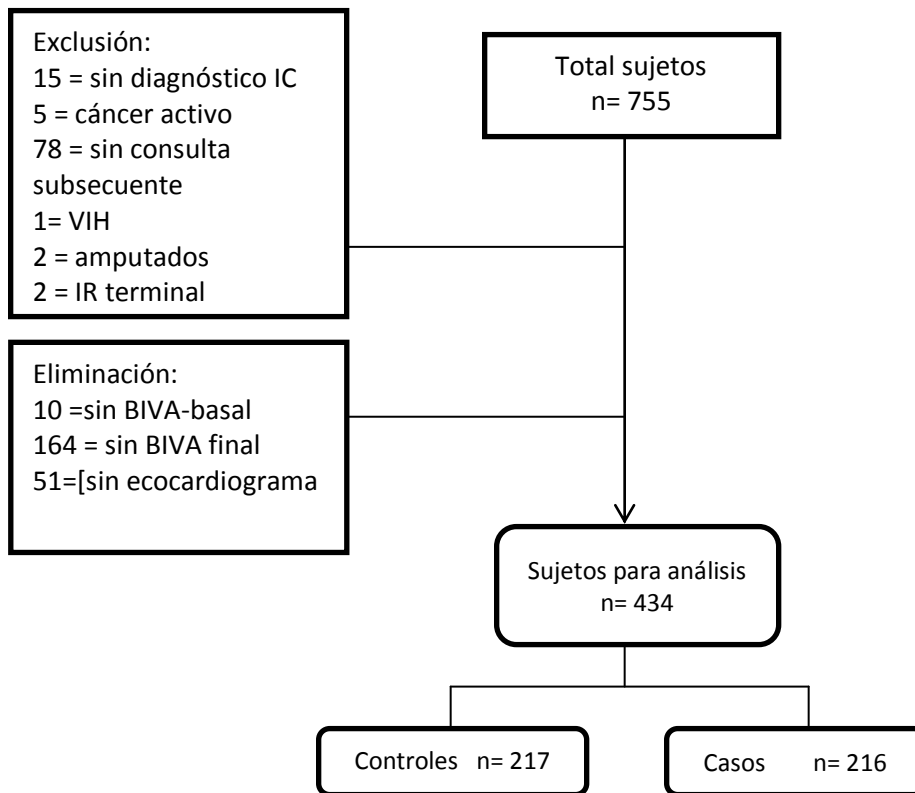 Exclusión:
15 = sin diagnóstico IC
5 = cáncer activo
78 = sin consulta
subsecuente
1= VIH
2 = amputados
2 = IR terminal
Total sujetos
n= 755
Eliminación:
10 =sin BIVA-basal
164 = sin BIVA final
51=[sin ecocardiograma
Sujetos para análisis
n= 434
Controles n= 217
Casos n= 216